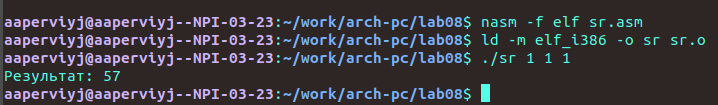 aaperviyj@aaperviyj--NPI-03-23:~/work/arch-pc/lab08$ nasm -f elf sr.asm
aaperviyj@aaperviyj--NPI-03-23:~/work/arch-pc/lab08$ ld -m elf_i386 -o sr sr.o
aaperviyj@aaperviyj--NPI-03-23:~/work/arch-pc/lab08$ ./sr 1 1 1
Результат: 57
aaperviyj@aaperviyj--NPI-03-23:~/work/arch-pc/lab08$